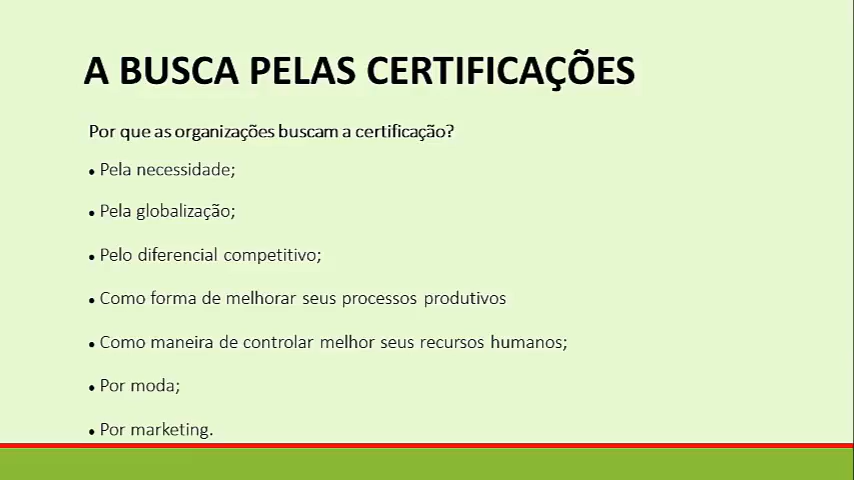 A BUSCA PELAS CERTIFICAÇÕES
Por que as organizações buscam a certificação?
• Pela necessidade;
• Pela globalização;
• Pelo diferencial competitivo;
• Como forma de melhorar seus processos produtivos
• Como maneira de controlar melhor seus recursos humanos;
• Por moda;
• Por marketing.